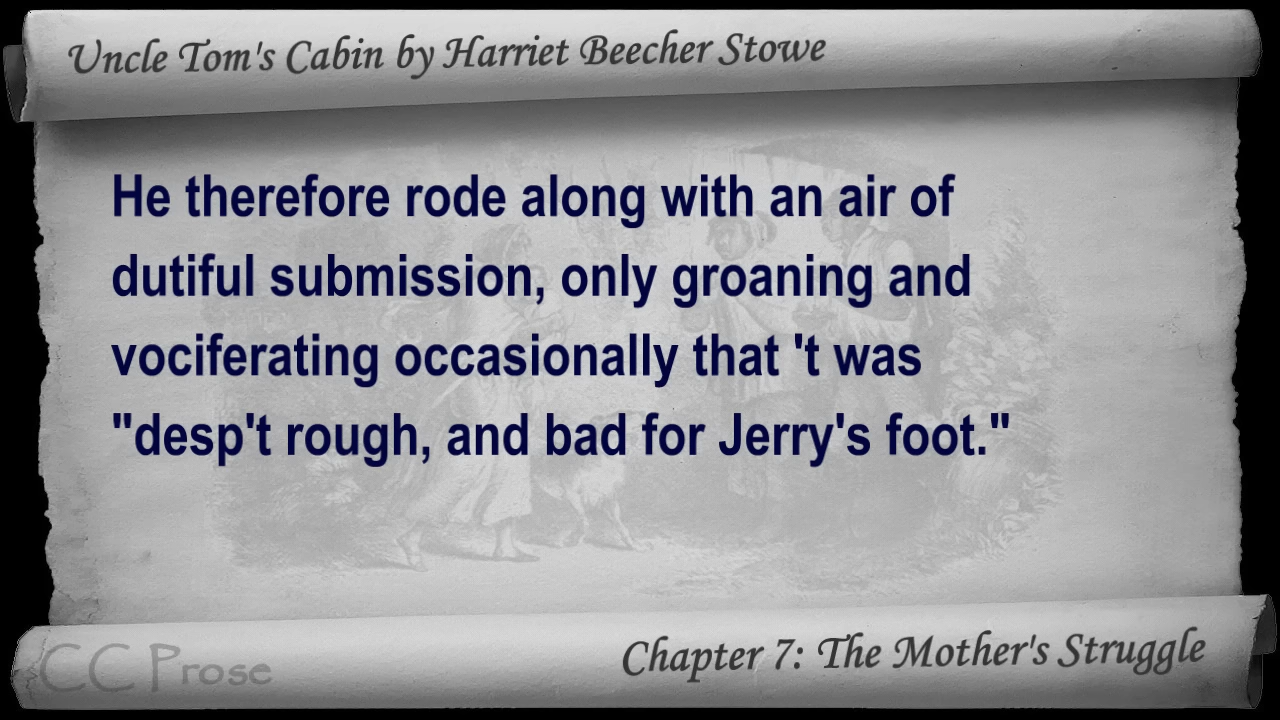 Uncle Tom's Cabin by Harriet Beecher Stowe
He therefore rode along with an air of
dutiful submission, only groaning and
vociferating occasionally that 't was
"desp't rough, and bad for Jerry's foot."
CC Prose
Chapter 7: The Mother's Struggle